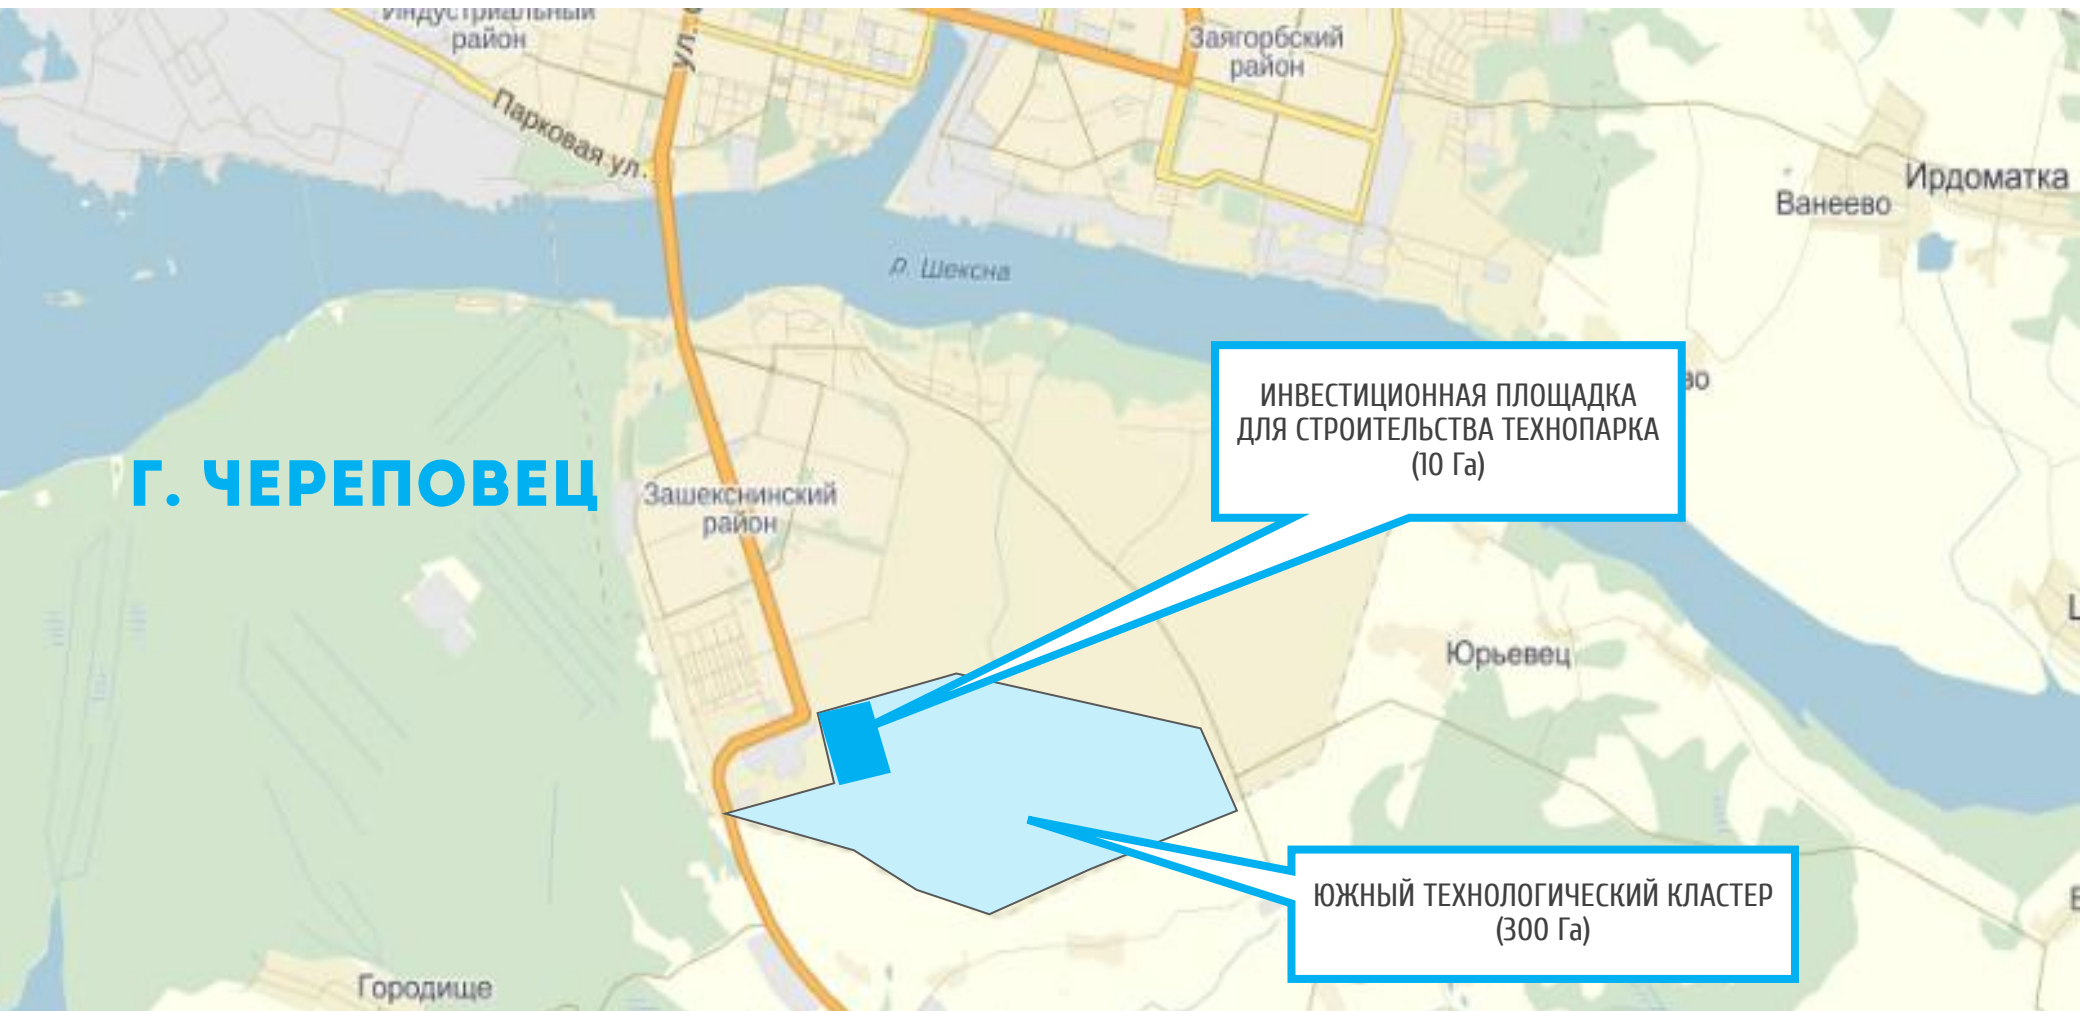 Индустриальный
район
ул.
Заягорбский
район
Парковая ул.
Ирдоматка
Ванеево
р. Шексна
ИНВЕСТИЦИОННАЯ ПЛОЩАДКА
ДЛЯ СТРОИТЕЛЬСТВА ТЕХНОПАРКА
(10 Га)
Г. ЧЕРЕПОВЕЦ
Зашекснинский
район
Юрьевец
ЮЖНЫЙ ТЕХНОЛОГИЧЕСКИЙ КЛАСТЕР
(300 Га)
Городище